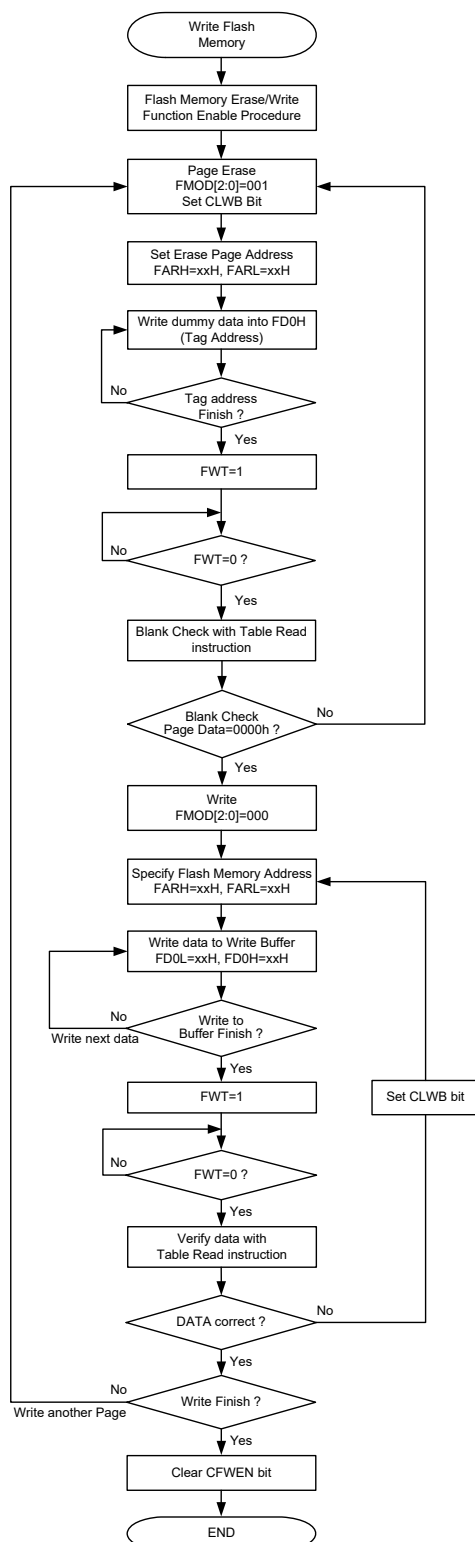 Write Flash
Memory
Flash Memory Erase/Write
Function Enable Procedure
Page Erase
FMOD[2:0]=001
Set CLWB Bit
Set Erase Page Address
FARH=xxH, FARL=xxH
Write dummy data into FD0H
(Tag Address)
No
Tag address
Finish ?
Yes
FWT=1
No
FWT=0 ?
Yes
Blank Check with Table Read
instruction
Blank Check
Page Data=0000h ?
No
Yes
Write
FMOD[2:0]=000
Specify Flash Memory Address
FARH=xxH, FARL=xxH
Write data to Write Buffer
FD0L=xxH, FD0H=xxH
No
Write next data
Write to
Buffer Finish ?
Yes
FWT=1
Set CLWB bit
No
FWT=0 ?
Yes
Verify data with
Table Read instruction
DATA correct ?
No
Yes
No
Write another Page
Write Finish ?
Yes
Clear CFWEN bit
END